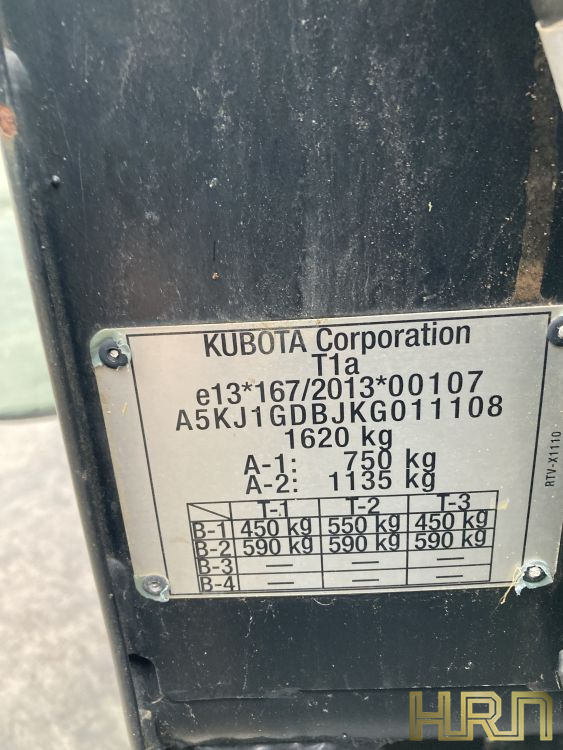 KUBOTA Corporation
T1a
e13*167/2013*00107
A5KJ1GDBJKG011108
1620 kg
A-1: 750 kg
A-2: 1135 kg
T-1 T-2 T-3
B-1 450 kg 550 kg 450 kg
B-2 590 kg 590 kg 590 kg
B-3 — — —
B-4 — — —
RTV-X1110
HRN